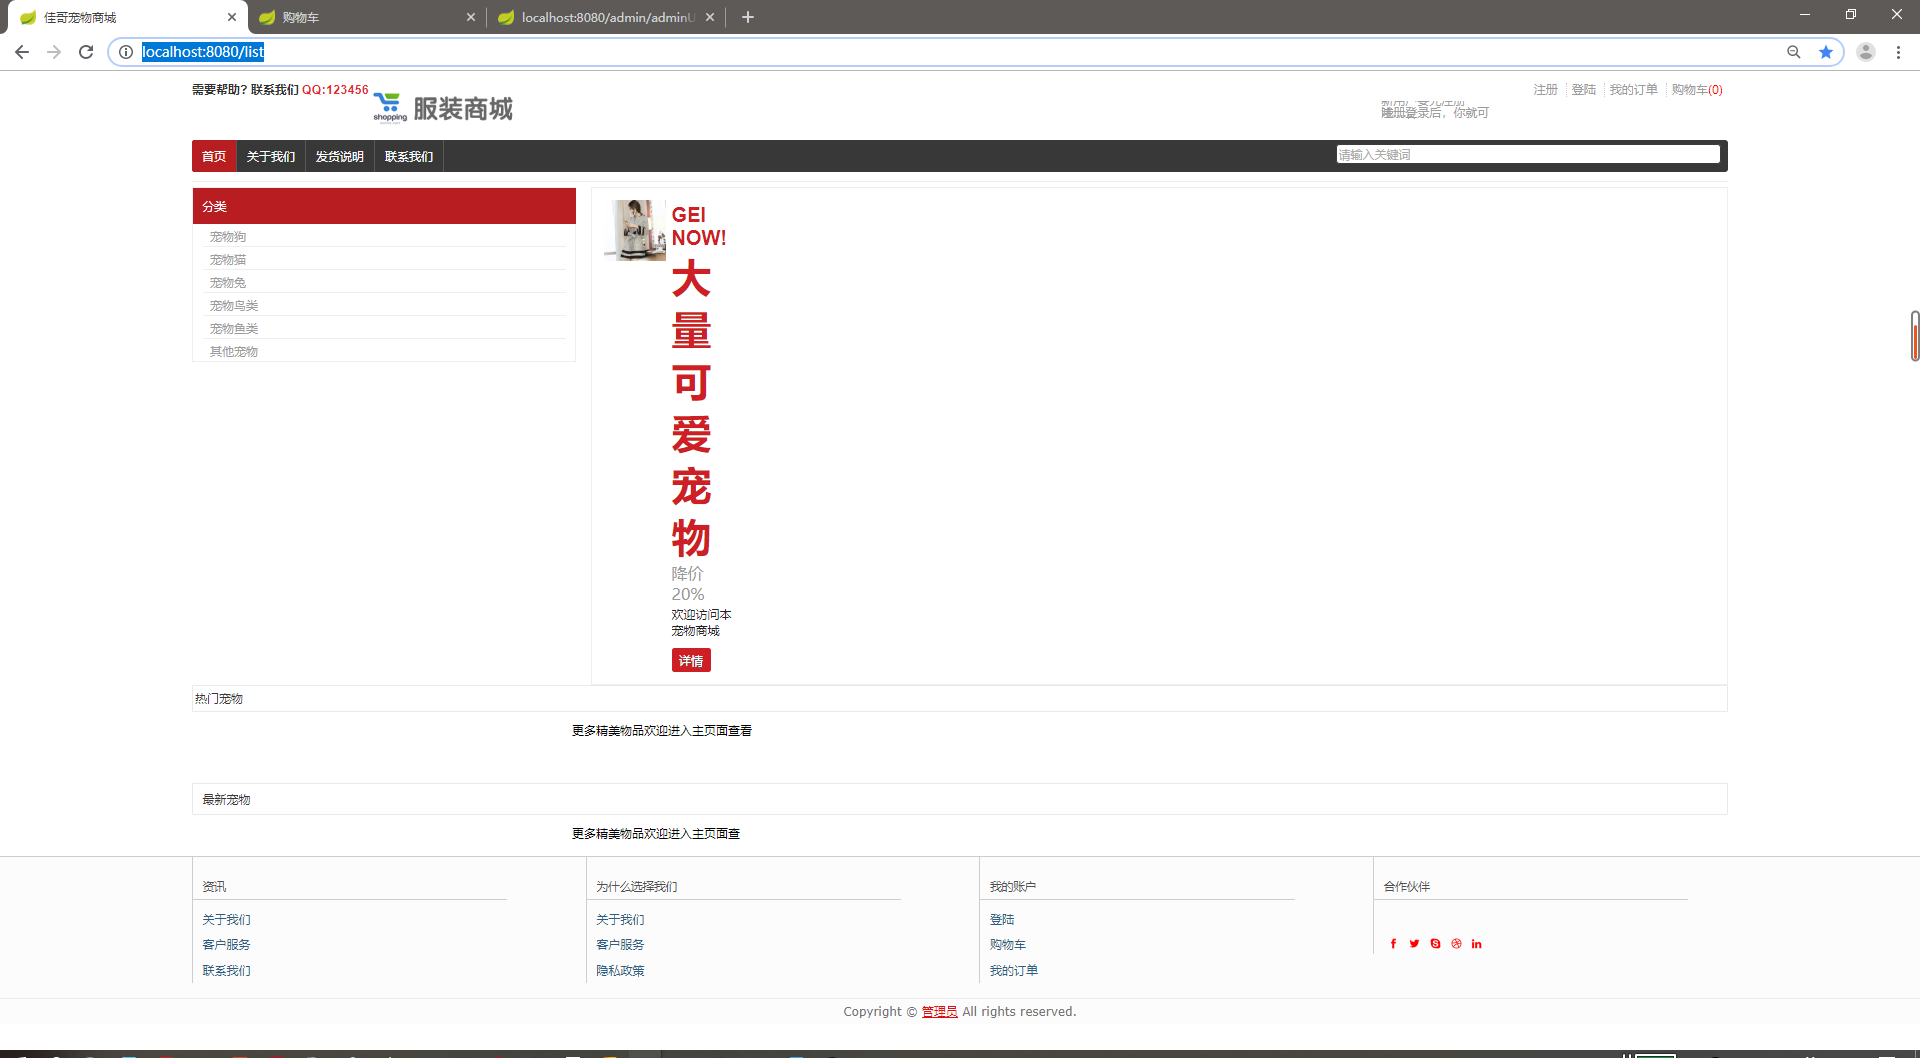 佳哥宠物商城
购物车
localhost:8080/admin/adminU
localhost:8080/list
需要帮助? 联系我们 QQ:123456
shopping
服装商城
注册 登陆 我的订单 购物车(0)
新用户要先注册
登录后，你就可
首页 关于我们 发货说明 联系我们
请输入关键词
分类
宠物狗
宠物猫
宠物兔
宠物鸟类
宠物鱼类
其他宠物
GEI
NOW!
大
量
可
爱
宠
物
降价
20%
欢迎访问本
宠物商城
详情
热门宠物
更多精美物品欢迎进入主页面查看
最新宠物
更多精美物品欢迎进入主页面查
资讯
关于我们
客户服务
联系我们
为什么选择我们
关于我们
客户服务
隐私政策
我的账户
登陆
购物车
我的订单
合作伙伴
Copyright © 管理员 All rights reserved.